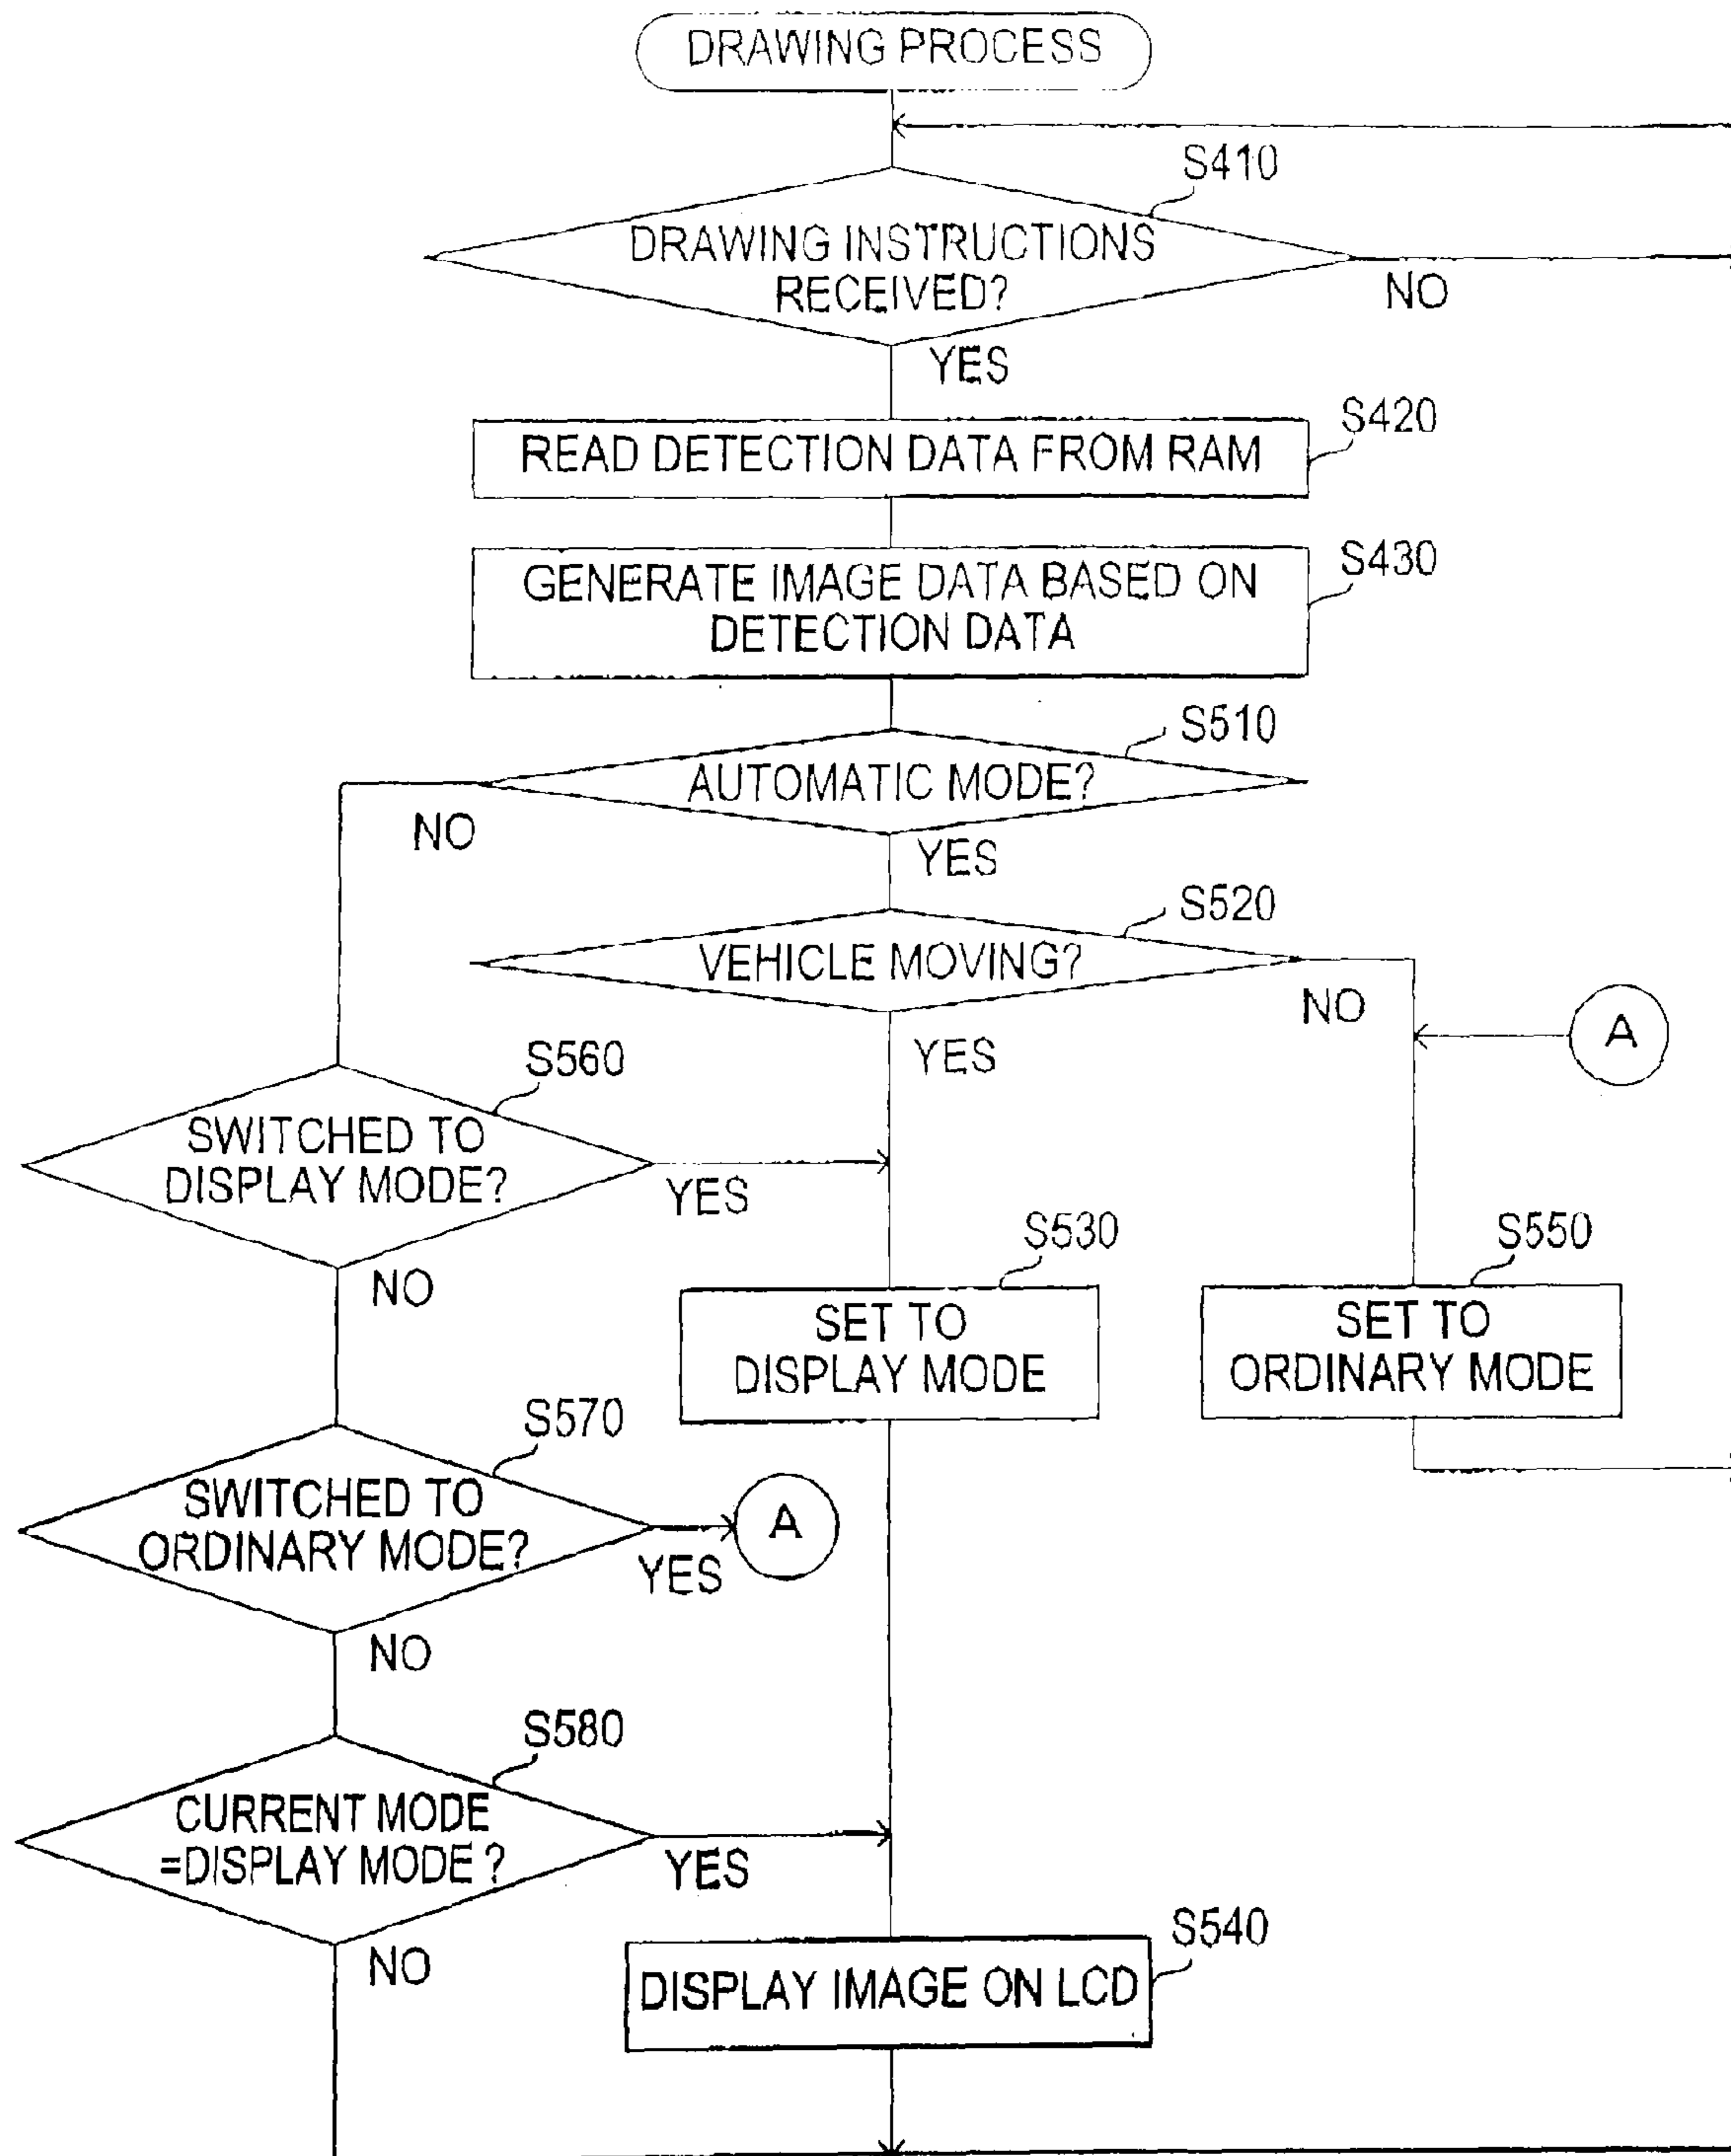 DRAWING PROCESS
S410
DRAWING INSTRUCTIONS
RECEIVED?
NO
YES
S420
READ DETECTION DATA FROM RAM
S430
GENERATE IMAGE DATA BASED ON
DETECTION DATA
S510
AUTOMATIC MODE?
NO
YES
S520
VEHICLE MOVING?
NO
A
YES
S560
SWITCHED TO
DISPLAY MODE?
YES
NO
S530
SET TO
DISPLAY MODE
S550
SET TO
ORDINARY MODE
S570
SWITCHED TO
ORDINARY MODE?
YES
A
NO
S580
CURRENT MODE
=DISPLAY MODE ?
YES
NO
S540
DISPLAY IMAGE ON LCD